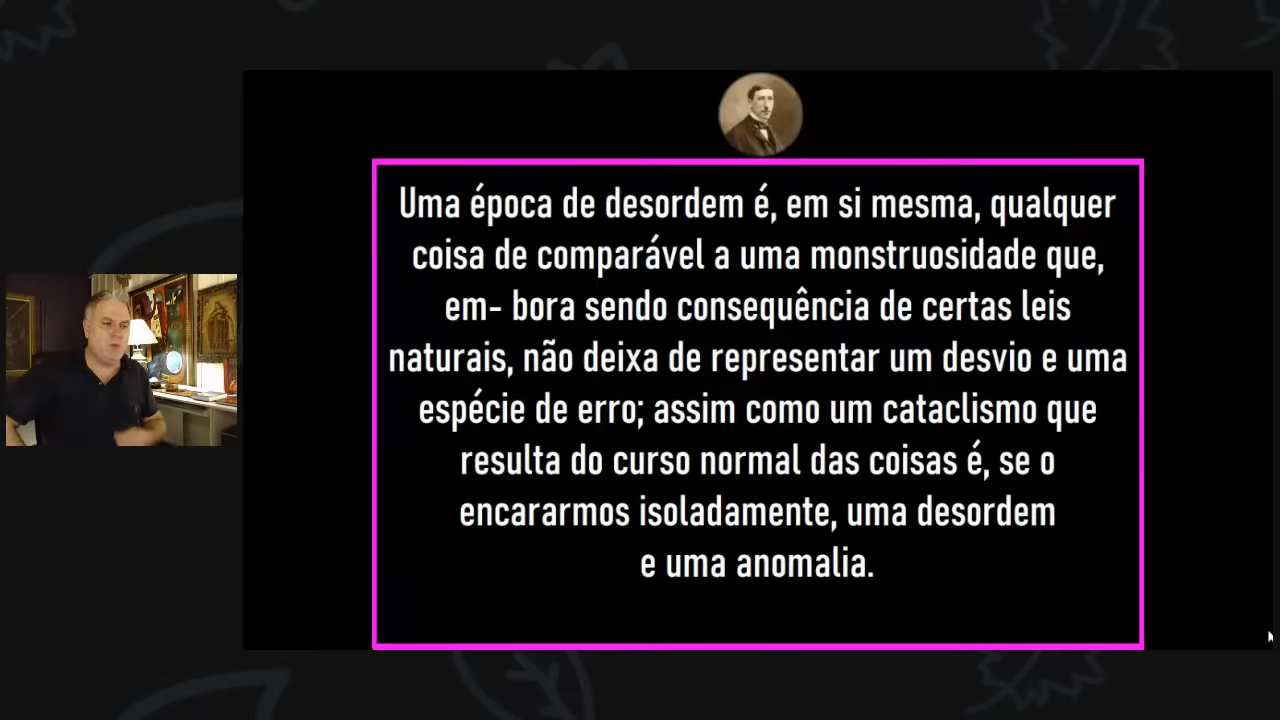 Uma época de desordem é, em si mesma, qualquer
coisa de comparável a uma monstruosidade que,
em- bora sendo consequência de certas leis
naturais, não deixa de representar um desvio e uma
espécie de erro; assim como um cataclismo que
resulta do curso normal das coisas é, se o
encararmos isoladamente, uma desordem
e uma anomalia.